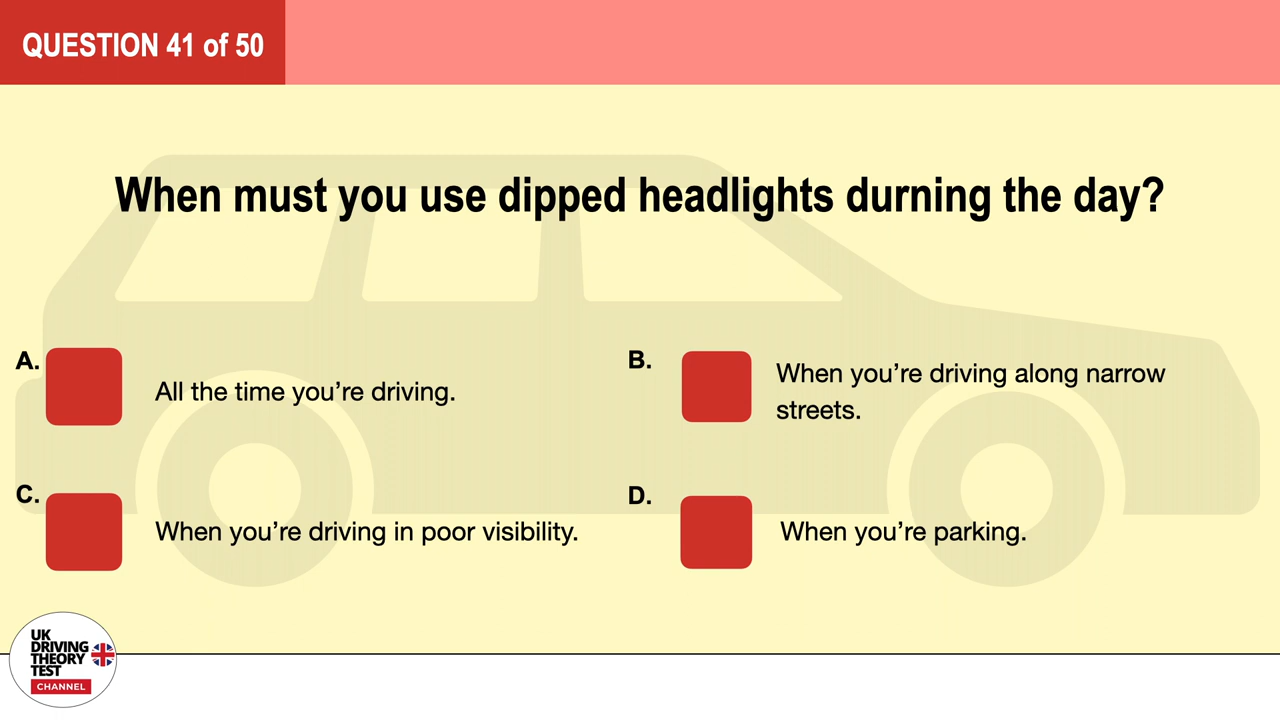 QUESTION 41 of 50
When must you use dipped headlights durning the day?
A.
All the time you're driving.
B.
When you're driving along narrow
streets.
C.
When you're driving in poor visibility.
D.
When you're parking.
UK
DRIVING
THEORY
TEST
CHANNEL